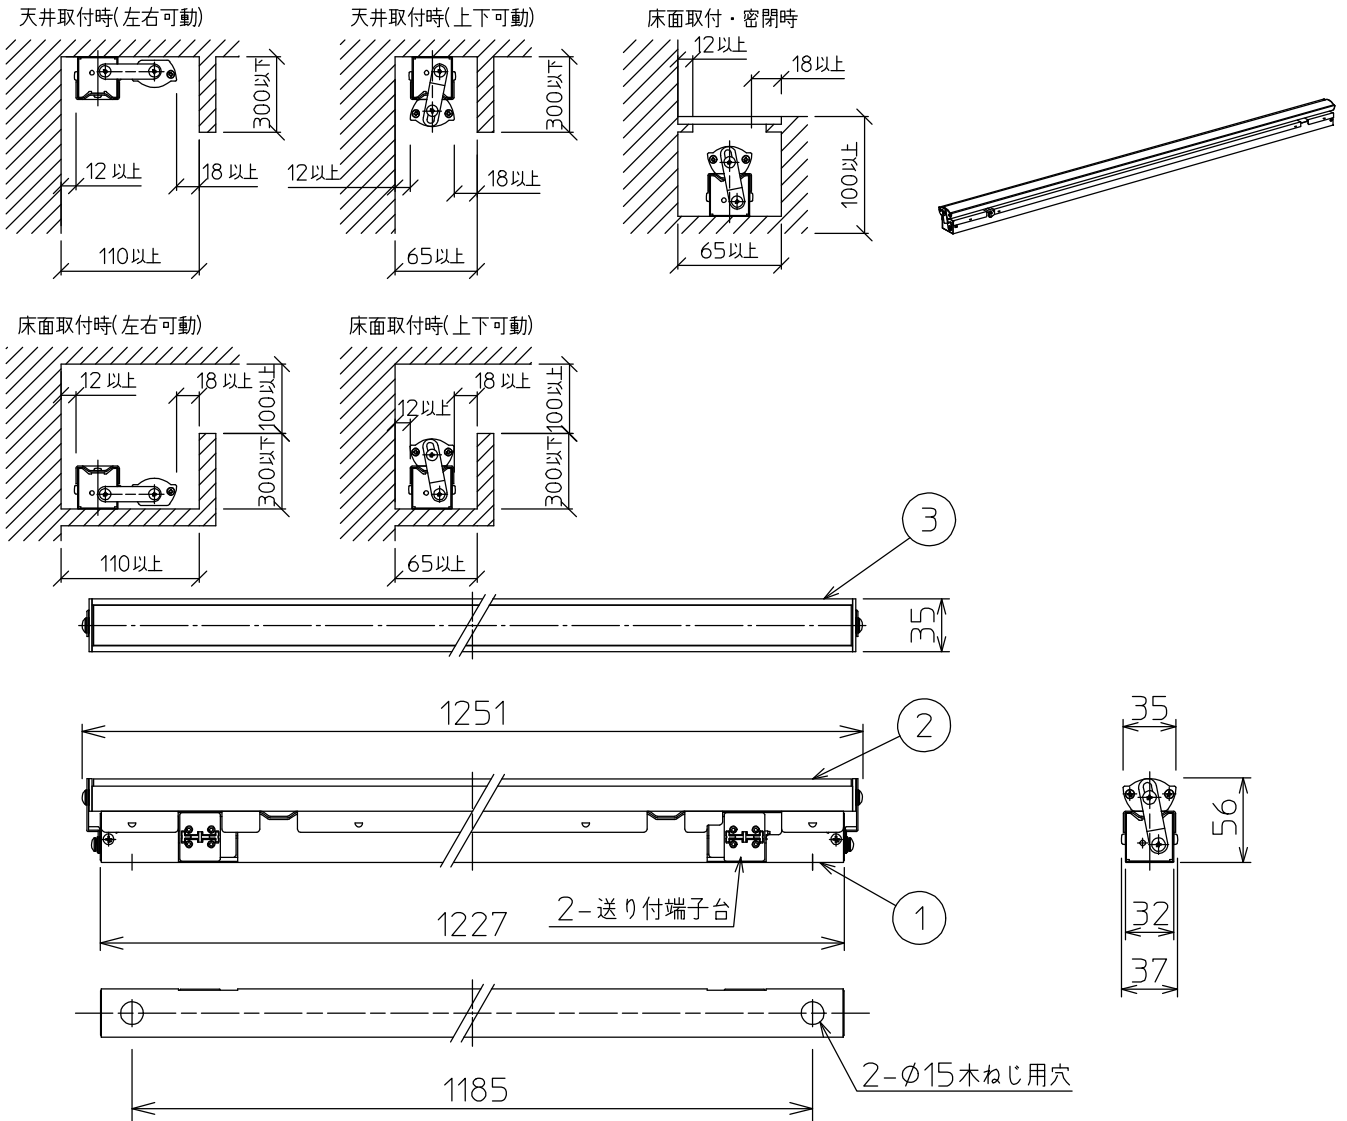 天井取付時(左右可動)
300以下
12 以上
18 以上
110以上
天井取付時(上下可動)
300以下
12以上
18以上
65以上
床面取付・密閉時
12以上
18以上
100以上
65以上
床面取付時(左右可動)
12 以上
18 以上
100以上
300以下
110以上
床面取付時(上下可動)
18 以上
12以上
100以上
300以下
65以上
3
35
1251
2
2-送り付端子台
1
1227
35
56
32
37
2-φ15木ねじ用穴
1185